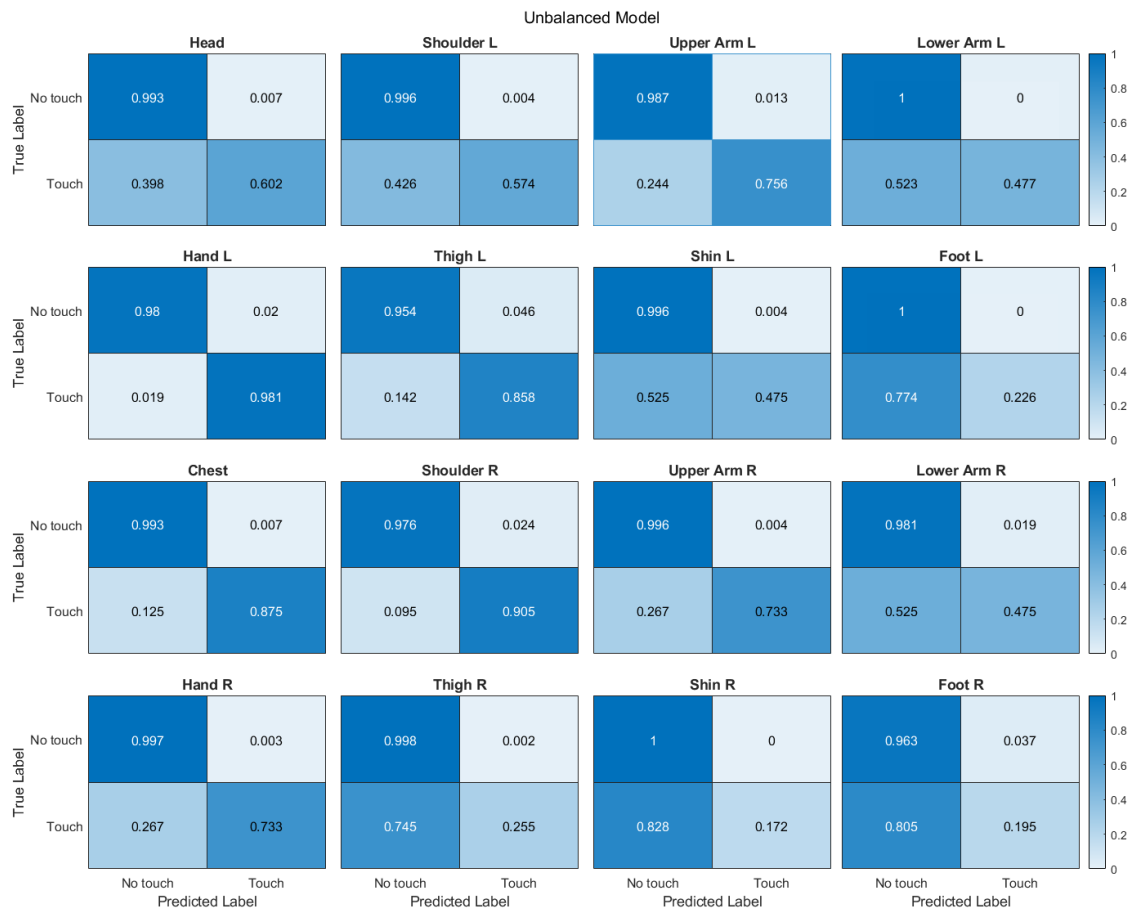 Unbalanced Model
Head Shoulder L Upper Arm L Lower Arm L
True Label
No touch 0.993 0.007 0.996 0.004 0.987 0.013 1 0
Touch 0.398 0.602 0.426 0.574 0.244 0.756 0.523 0.477
1
0.8
0.6
0.4
0.2
0
Hand L Thigh L Shin L Foot L
True Label
No touch 0.98 0.02 0.954 0.046 0.996 0.004 1 0
Touch 0.019 0.981 0.142 0.858 0.525 0.475 0.774 0.226
1
0.8
0.6
0.4
0.2
0
Chest Shoulder R Upper Arm R Lower Arm R
True Label
No touch 0.993 0.007 0.976 0.024 0.996 0.004 0.981 0.019
Touch 0.125 0.875 0.095 0.905 0.267 0.733 0.525 0.475
1
0.8
0.6
0.4
0.2
0
Hand R Thigh R Shin R Foot R
True Label
No touch 0.997 0.003 0.998 0.002 1 0 0.963 0.037
Touch 0.267 0.733 0.745 0.255 0.828 0.172 0.805 0.195
1
0.8
0.6
0.4
0.2
0
No touch Touch No touch Touch No touch Touch No touch Touch
Predicted Label Predicted Label Predicted Label Predicted Label